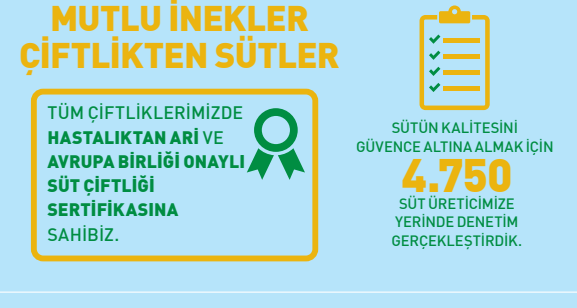 MUTLU İNEKLER
ÇİFTLİKTEN SÜTLER
TÜM ÇİFTLİKLERİMİZDE
HASTALIKTAN ARİ VE
AVRUPA BİRLİĞİ ONAYLI
SÜT ÇİFTLİĞİ
SERTİFİKASINA
SAHİBİZ.
SÜTÜN KALİTESİNİ
GÜVENCE ALTINA ALMAK İÇİN
4.750
SÜT ÜRETİCİMİZE
YERİNDE DENETİM
GERÇEKLEŞTİRDİK.